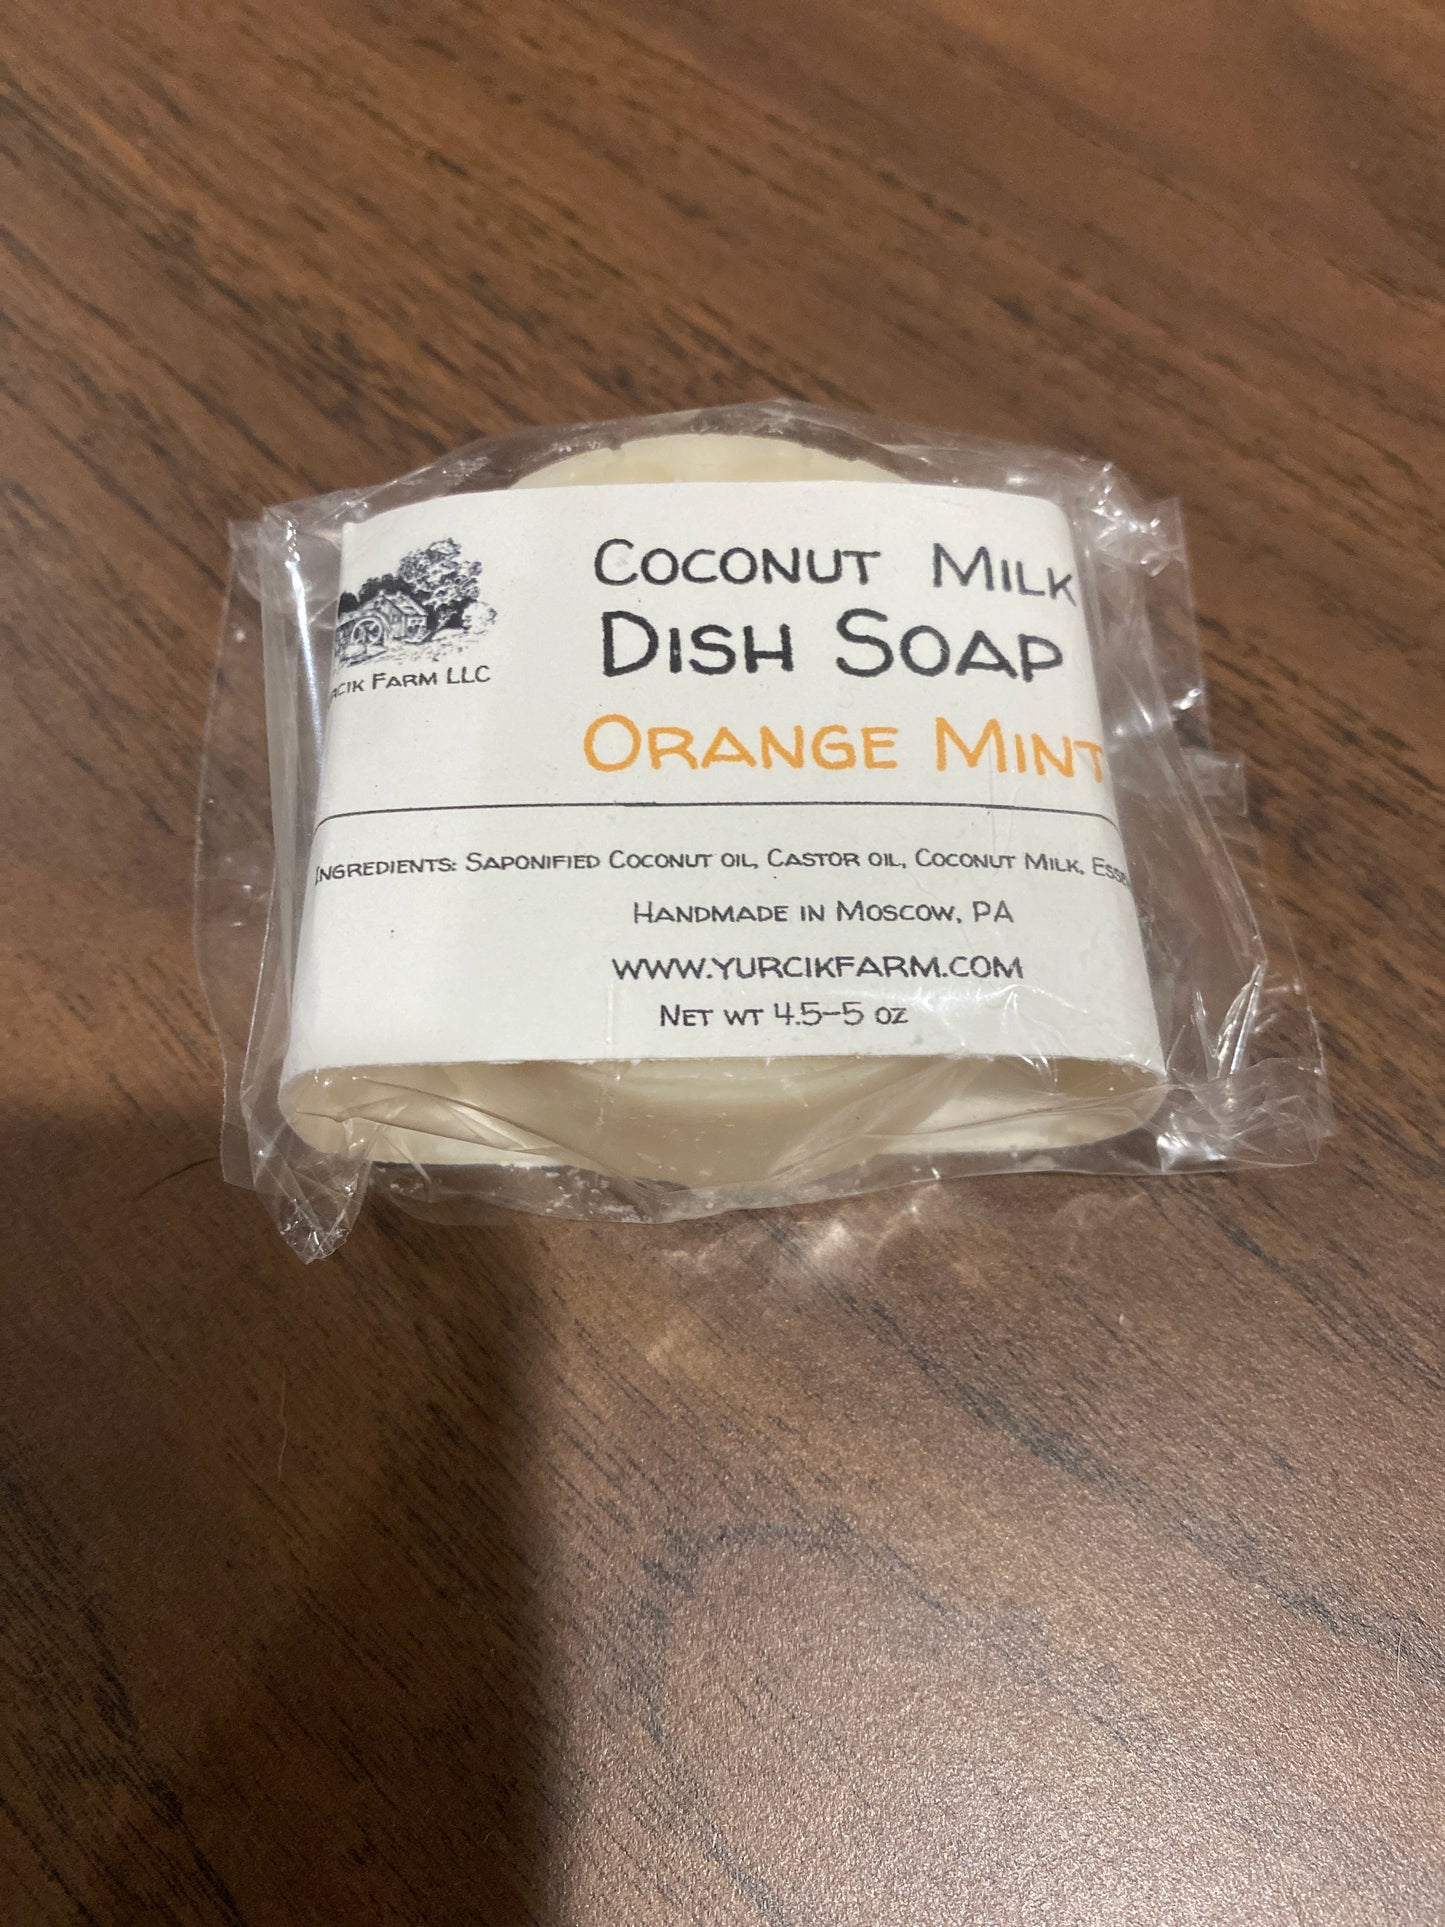 Coconut Milk
Dish Soap
Farm LLC
Orange Mint
Ingredients: Saponified Coconut oil, Castor oil, Coconut Milk,
Handmade in Moscow, PA
www.yurcikfarm.com
Net wt 4.5-5 oz